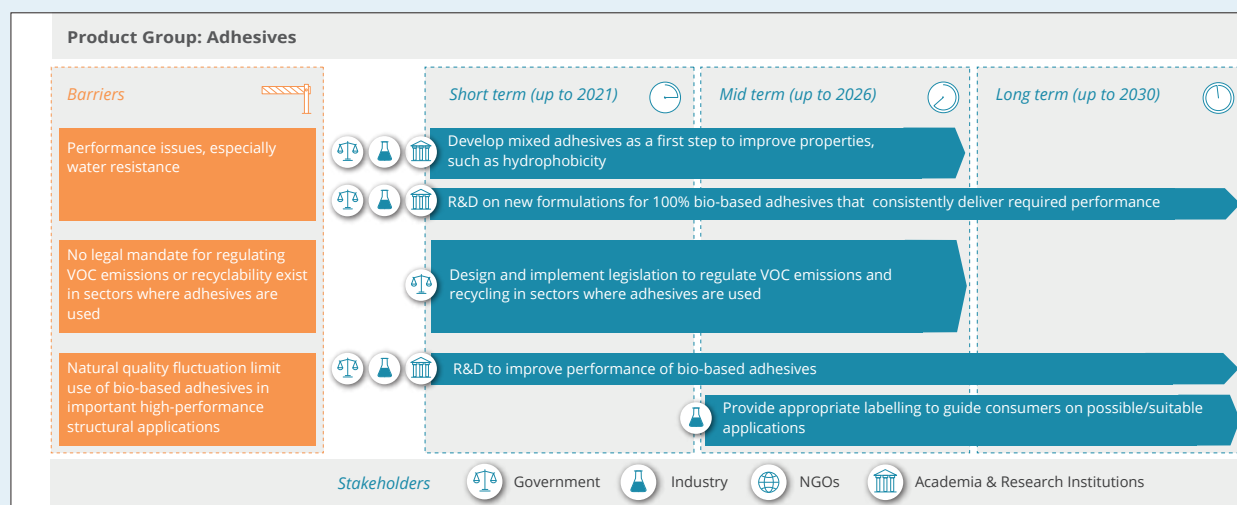 Product Group: Adhesives
Barriers
Short term (up to 2021)
Mid term (up to 2026)
Long term (up to 2030)
Performance issues, especially
water resistance
Develop mixed adhesives as a first step to improve properties,
such as hydrophobicity
R&D on new formulations for 100% bio-based adhesives that consistently deliver required performance
No legal mandate for regulating
VOC emissions or recyclability exist
in sectors where adhesives are
used
Design and implement legislation to regulate VOC emissions and
recycling in sectors where adhesives are used
Natural quality fluctuation limit
use of bio-based adhesives in
important high-performance
structural applications
R&D to improve performance of bio-based adhesives
Provide appropriate labelling to guide consumers on possible/suitable
applications
Stakeholders
Government
Industry
NGOs
Academia & Research Institutions